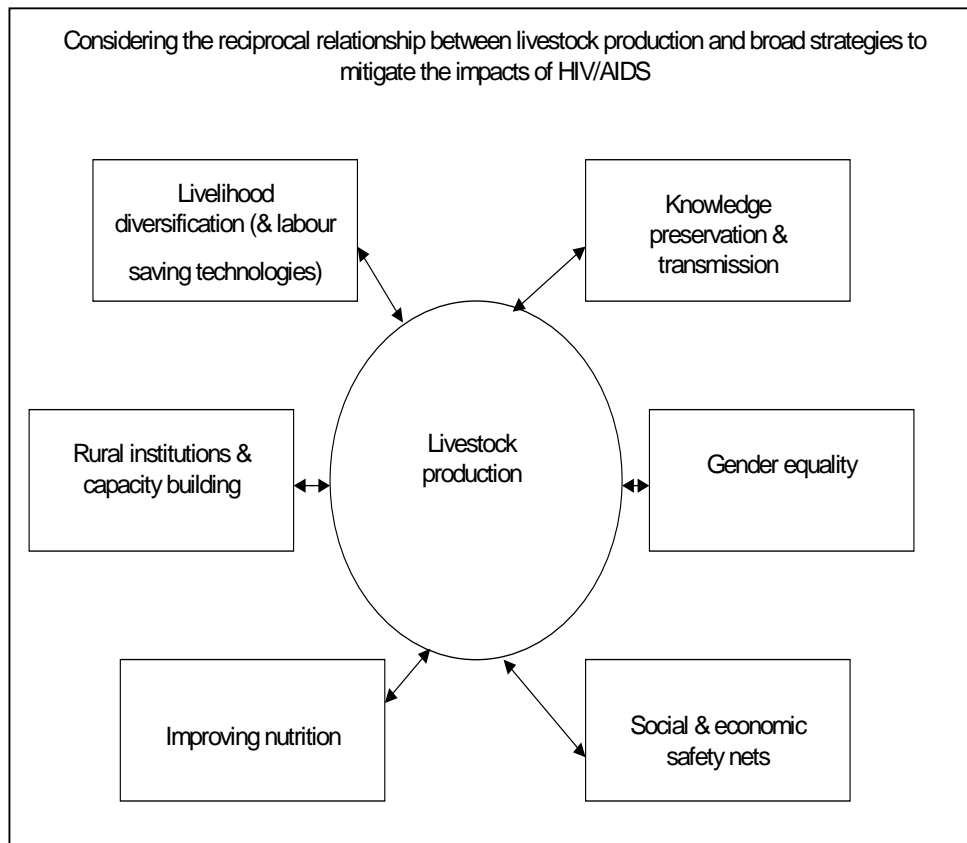 Considering the reciprocal relationship between livestock production and broad strategies to
mitigate the impacts of HIV/AIDS
Livelihood
diversification (& labour
saving technologies)
Knowledge
preservation &
transmission
Rural institutions &
capacity building
Livestock
production
Gender equality
Improving nutrition
Social & economic
safety nets